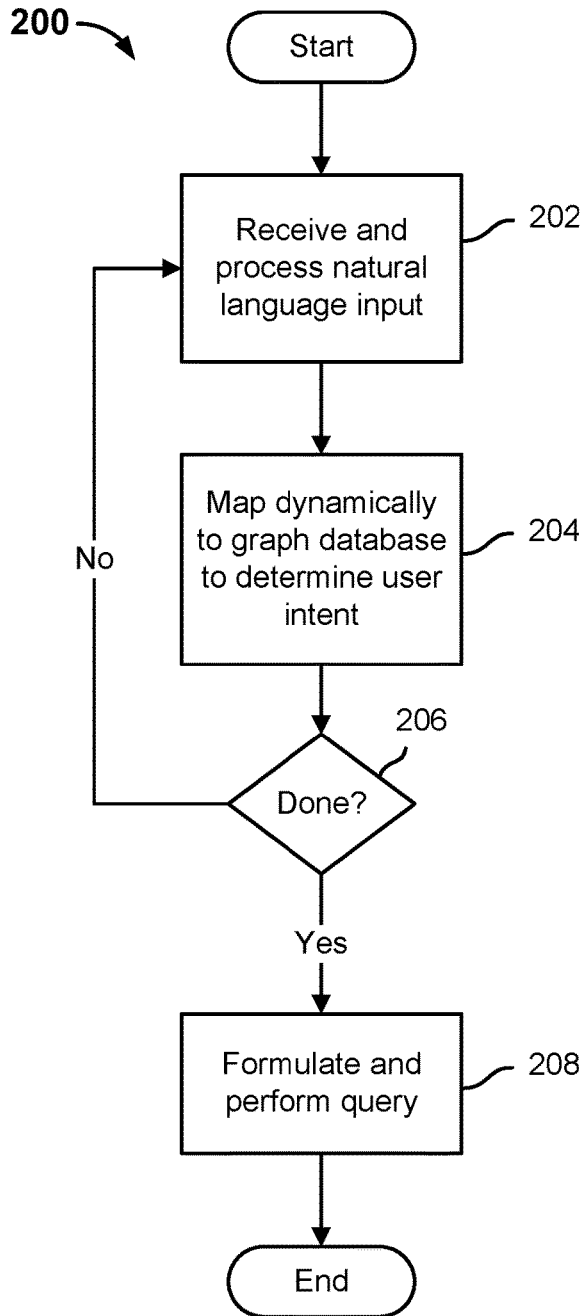 200
Start
Receive and
process natural
language input
202
Map dynamically
to graph database
to determine user
intent
204
No
206
Done?
Yes
Formulate and
perform query
208
End